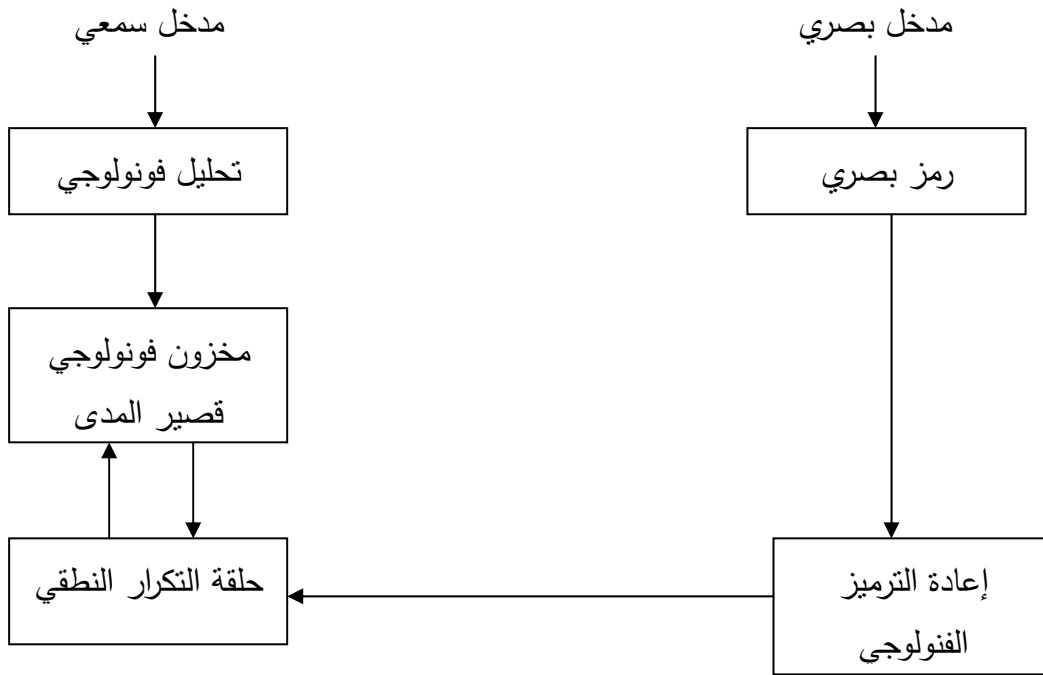 مدخل بصري
مدخل سمعي
رمز بصري
تحليل فونولوجي
مخزون فونولوجي
قصير المدى
إعادة الترميز
الفنولوجي
حلقة التكرار النطقي